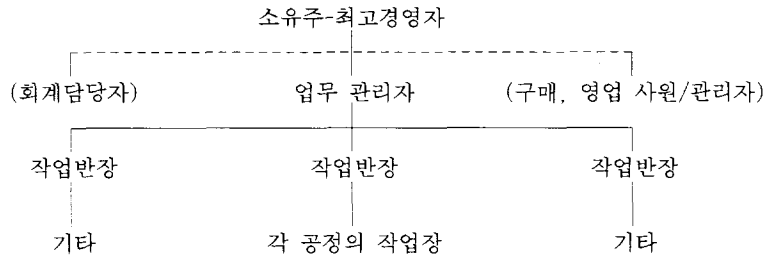 소유주-최고경영자
(회계담당자) 업무 관리자 (구매, 영업 사원/관리자)
작업반장 작업반장 작업반장
기타 각 공정의 작업장 기타